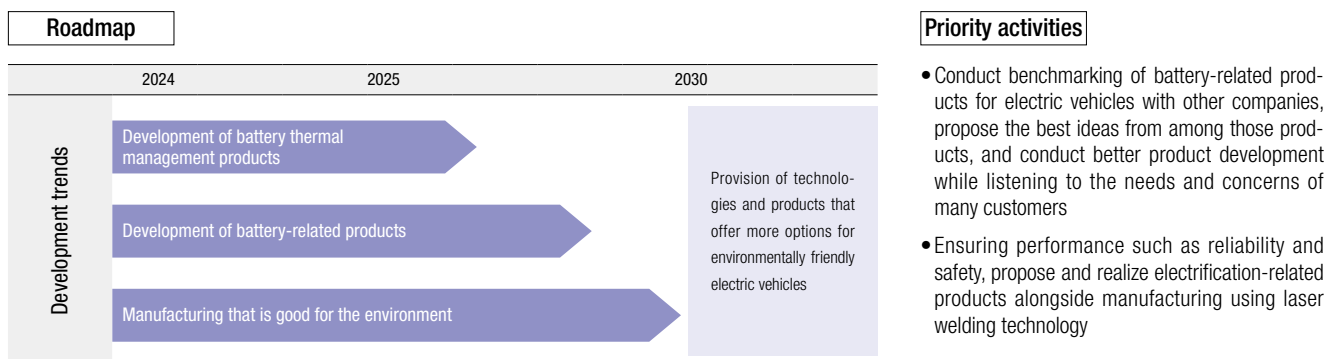 Roadmap
2024 2025 2030
Development trends
Development of battery thermal
management products
Development of battery-related products
Manufacturing that is good for the environment
Provision of technolo-
gies and products that
offer more options for
environmentally friendly
electric vehicles
Priority activities
• Conduct benchmarking of battery-related prod-
ucts for electric vehicles with other companies,
propose the best ideas from among those prod-
ucts, and conduct better product development
while listening to the needs and concerns of
many customers
• Ensuring performance such as reliability and
safety, propose and realize electrification-related
products alongside manufacturing using laser
welding technology